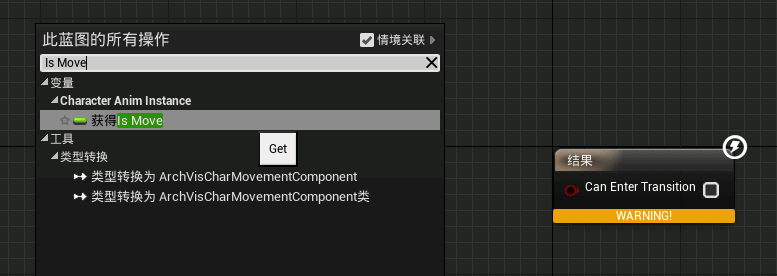 此蓝图的所有操作
情境关联
Is Move
变量
Character Anim Instance
获得Is Move
工具
Get
类型转换
类型转换为 ArchVisCharMovementComponent
类型转换为 ArchVisCharMovementComponent类
结果
Can Enter Transition
WARNING!